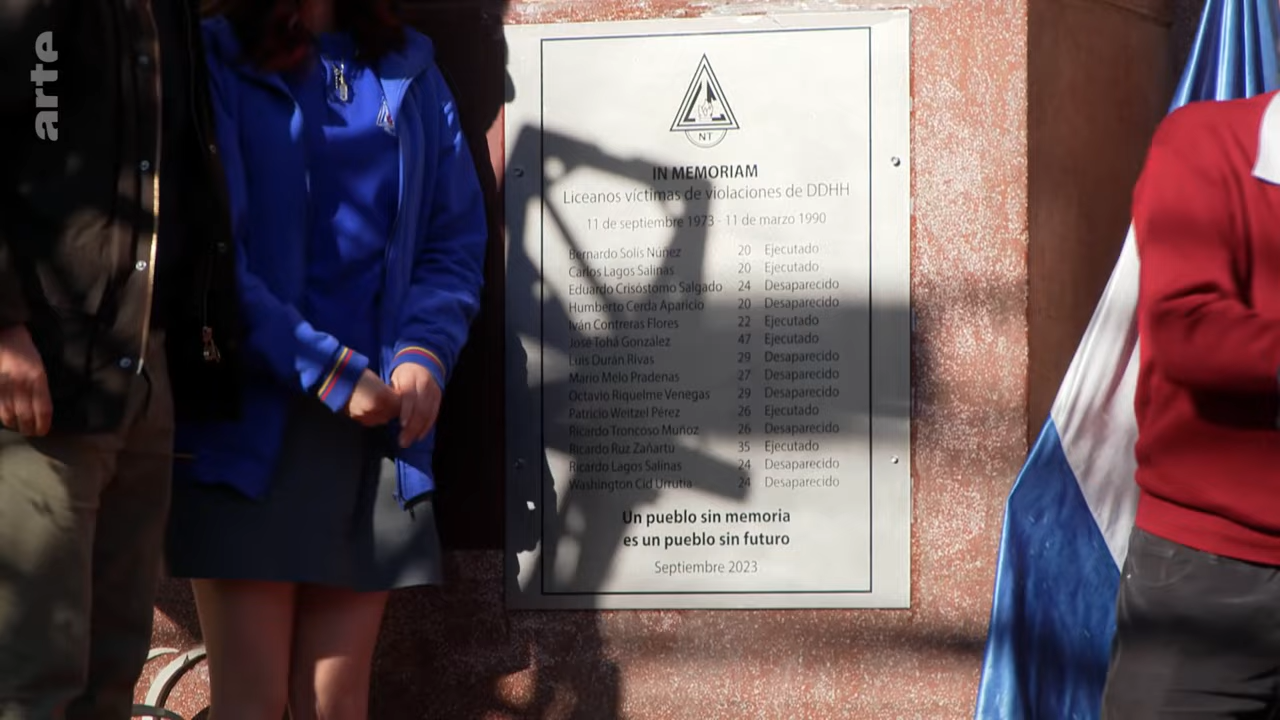 arte
NT
IN MEMORIAM
Liceanos víctimas de violaciones de DDHH
11 de septiembre 1973 - 11 de marzo 1990
Bernardo Solís Núñez 20 Ejecutado
Carlos Lagos Salinas 20 Ejecutado
Eduardo Crisóstomo Salgado 24 Desaparecido
Humberto Cerda Aparicio 20 Desaparecido
Iván Contreras Flores 22 Ejecutado
José Tohá González 47 Ejecutado
Luis Durán Rivas 29 Desaparecido
Mario Melo Pradenas 27 Desaparecido
Octavio Riquelme Venegas 29 Desaparecido
Patricio Weitzel Pérez 26 Ejecutado
Ricardo Troncoso Muñoz 26 Desaparecido
Ricardo Ruz Zañartu 35 Ejecutado
Ricardo Lagos Salinas 24 Desaparecido
Washington Cid Urrutia 24 Desaparecido
Un pueblo sin memoria
es un pueblo sin futuro
Septiembre 2023